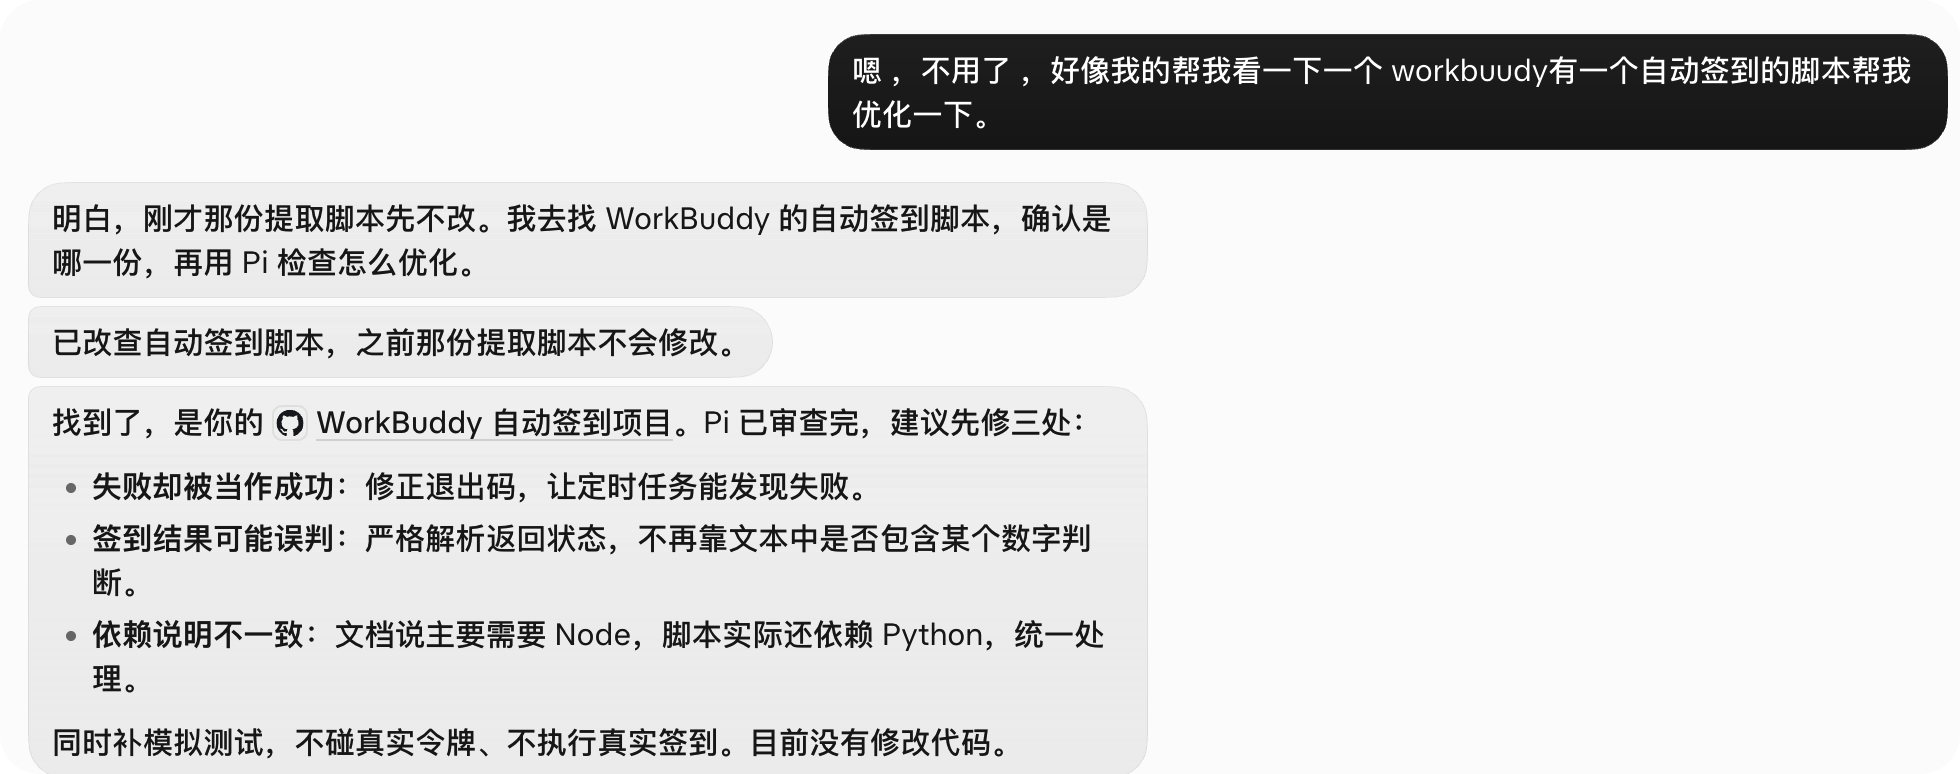 嗯 ，不用了 ，好像我的帮我看一下一个 workbuudy有一个自动签到的脚本帮我
优化一下。
明白，刚才那份提取脚本先不改。我去找 WorkBuddy 的自动签到脚本，确认是
哪一份，再用 Pi 检查怎么优化。
已改查自动签到脚本，之前那份提取脚本不会修改。
找到了，是你的 WorkBuddy 自动签到项目。Pi 已审查完，建议先修三处：
• 失败却被当作成功：修正退出码，让定时任务能发现失败。
• 签到结果可能误判：严格解析返回状态，不再靠文本中是否包含某个数字判
断。
• 依赖说明不一致：文档说主要需要 Node，脚本实际还依赖 Python，统一处
理。
同时补模拟测试，不碰真实令牌、不执行真实签到。目前没有修改代码。